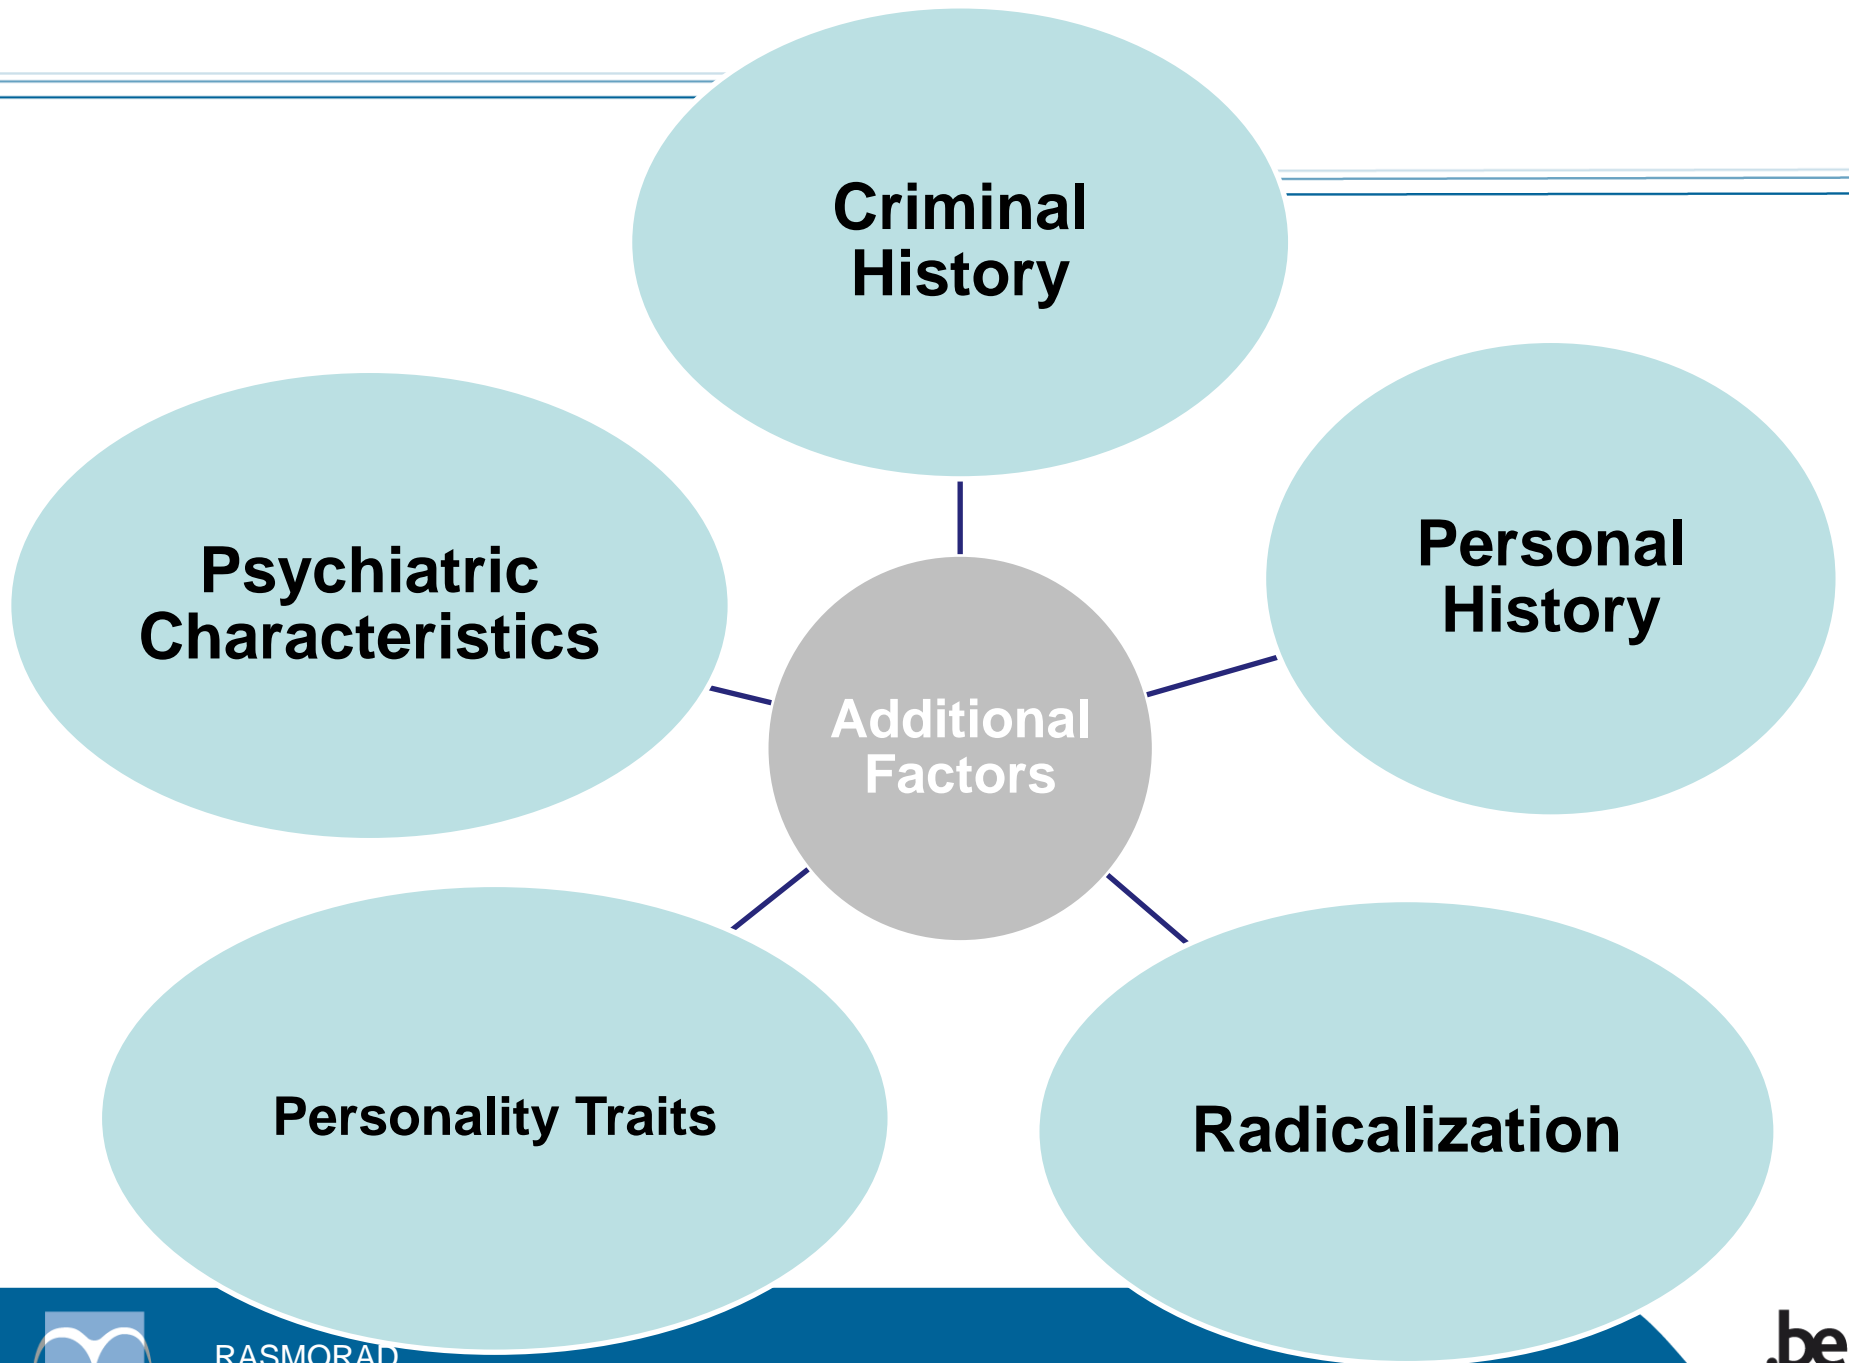 Criminal
History
Psychiatric
Characteristics
Personal
History
Additional
Factors
Personality Traits
Radicalization
RASMORAD
.be